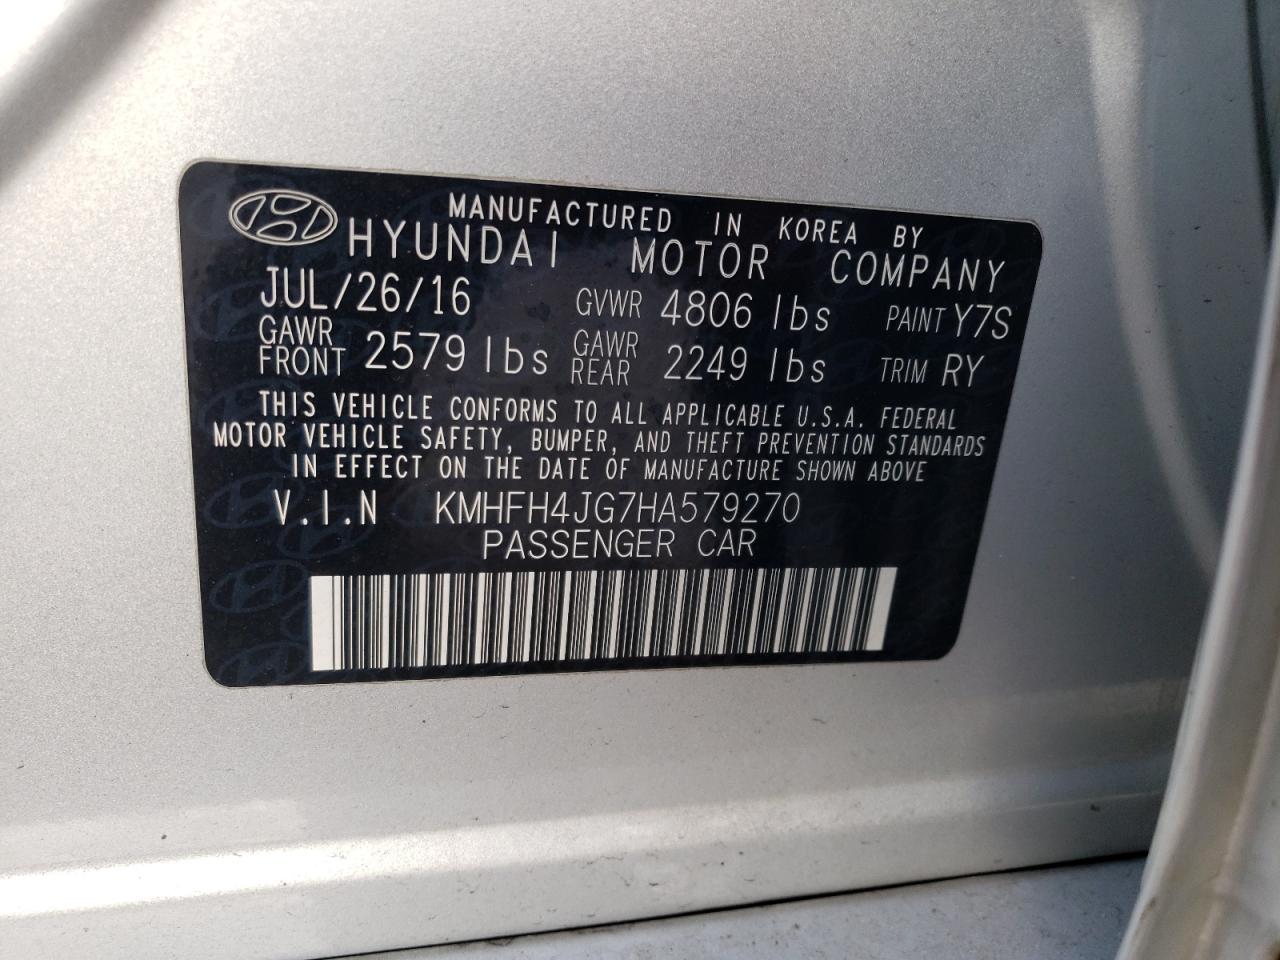 MANUFACTURED IN KOREA BY
HYUNDAI MOTOR COMPANY
JUL/26/16 GVWR 4806 lbs PAINT Y7S
GAWR FRONT 2579 lbs GAWR REAR 2249 lbs TRIM RY
THIS VEHICLE CONFORMS TO ALL APPLICABLE U.S.A. FEDERAL
MOTOR VEHICLE SAFETY, BUMPER, AND THEFT PREVENTION STANDARDS
IN EFFECT ON THE DATE OF MANUFACTURE SHOWN ABOVE
V.I.N KMHFH4JG7HA579270
PASSENGER CAR